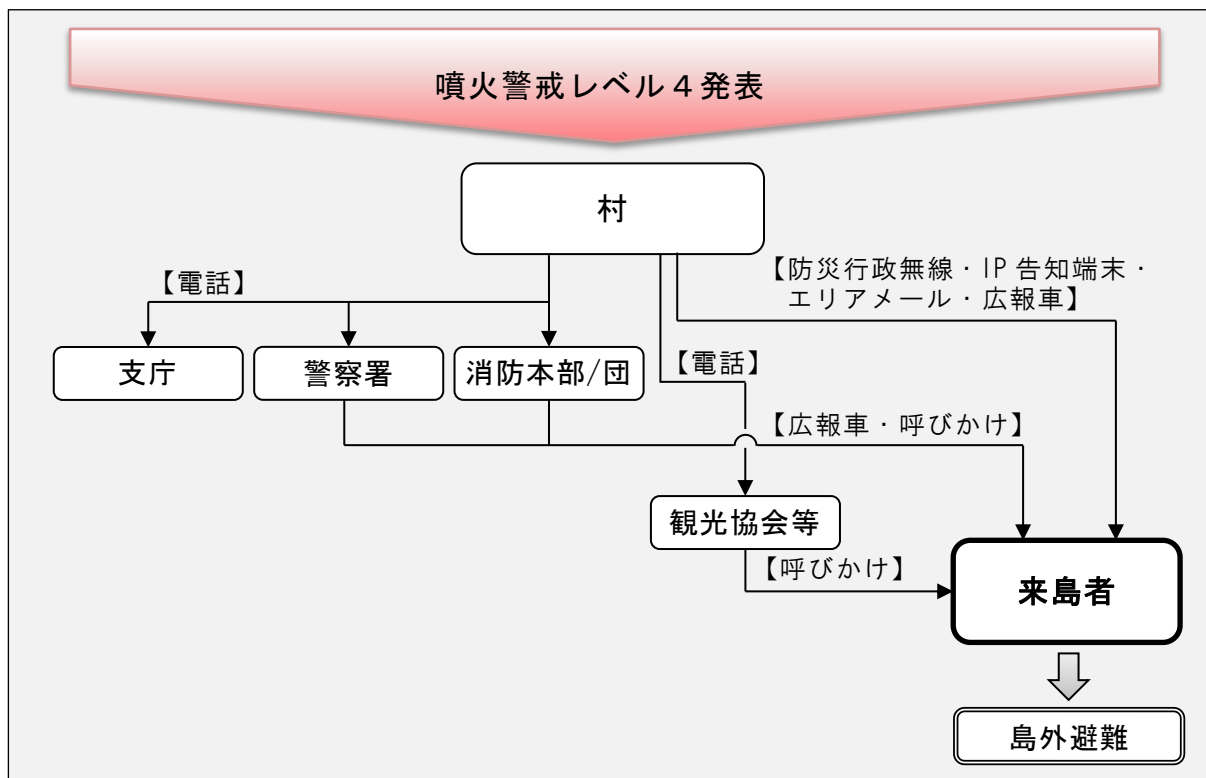 噴火警戒レベル４発表
村
【電話】
【防災行政無線・IP告知端末・
エリアメール・広報車】
支庁
警察署
消防本部/団
【電話】
【広報車・呼びかけ】
観光協会等
【呼びかけ】
来島者
島外避難